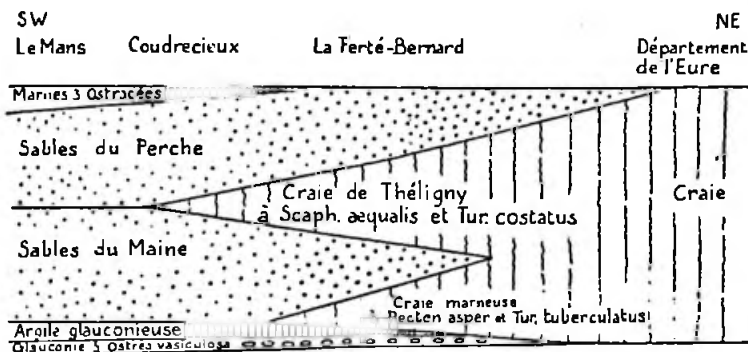 SW
NE
Le Mans Coudrecieux La Ferté-Bernard Département
de l'Eure
Marnes à Ostracées
Sables du Perche
Craie de Théligny
à Scaph. æqualis et Tur. costatus
Craie
Sables du Maine
Craie marneuse
Pecten asper et Tur. tuberculatus
Argile glauconieuse
Glauconie à Ostrea vasiculosa